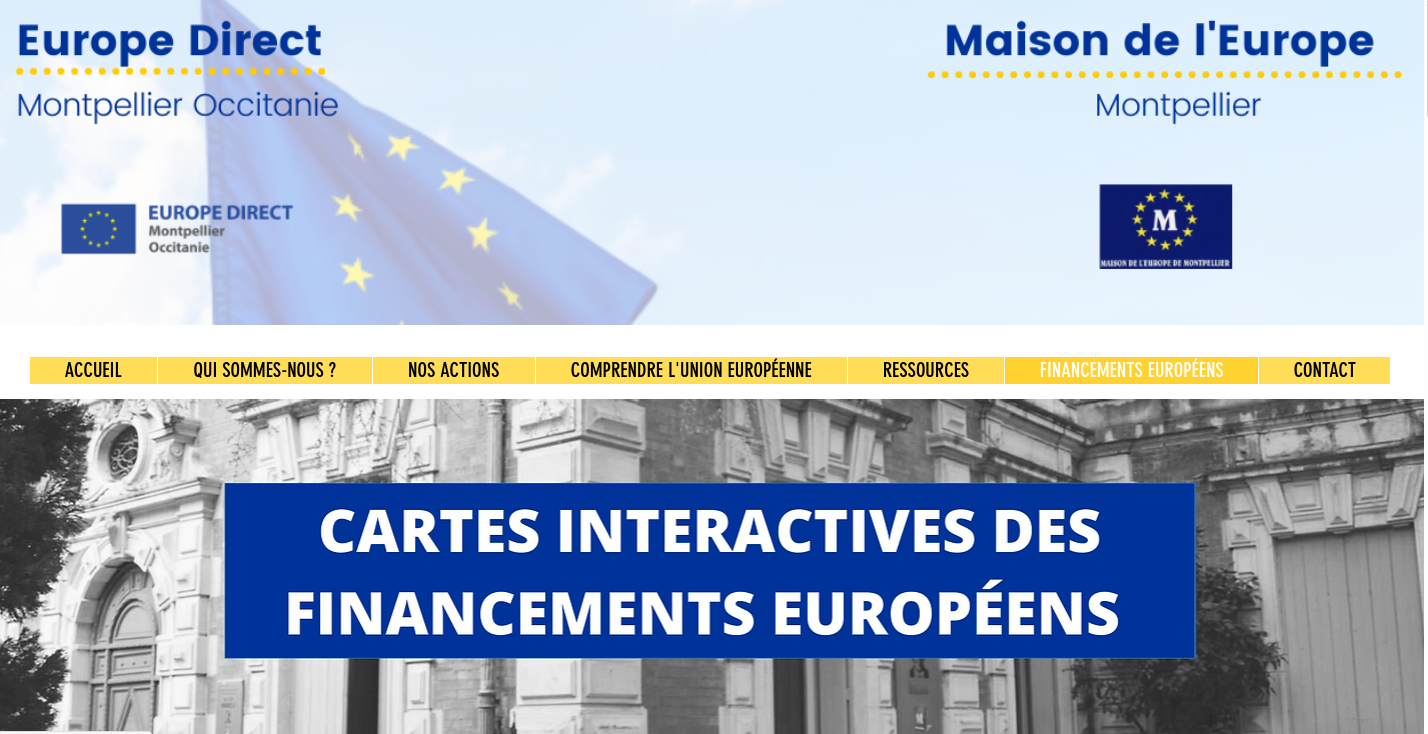 Europe Direct
Montpellier Occitanie
EUROPE DIRECT
Montpellier
Occitanie
Maison de l'Europe
Montpellier
M
MAISON DE L'EUROPE DE MONTPELLIER
ACCUEIL
QUI SOMMES-NOUS ?
NOS ACTIONS
COMPRENDRE L'UNION EUROPÉENNE
RESSOURCES
FINANCEMENTS EUROPÉENS
CONTACT
CARTES INTERACTIVES DES
FINANCEMENTS EUROPÉENS